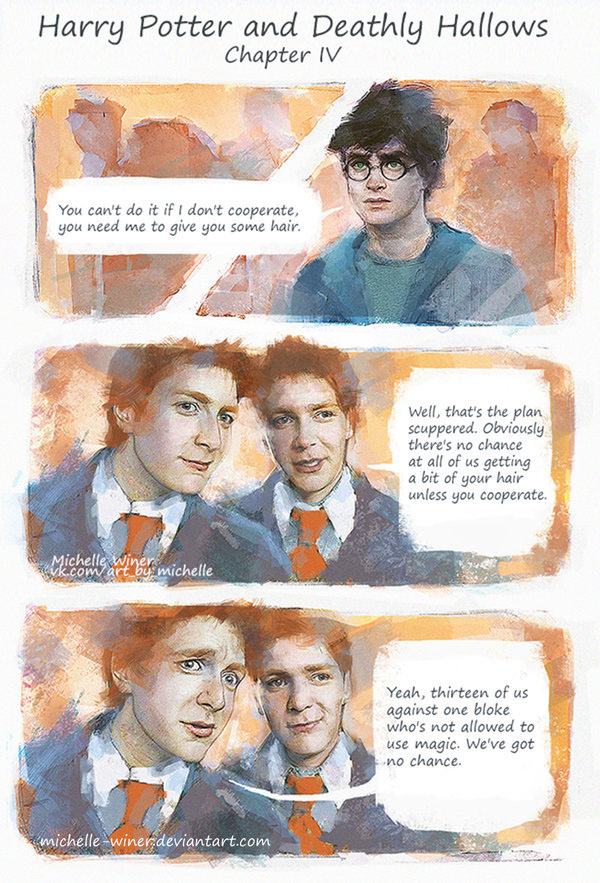 Harry Potter and Deathly Hallows
Chapter IV
You can't do it if I don't cooperate,
you need me to give you some hair.
Well, that's the plan
scuppered. Obviously
there's no chance
at all of us getting
a bit of your hair
unless you cooperate.
Michelle Winer
vk.com/art_by_michelle
Yeah, thirteen of us
against one bloke
who's not allowed to
use magic. We've got
no chance.
michelle-winer.deviantart.com